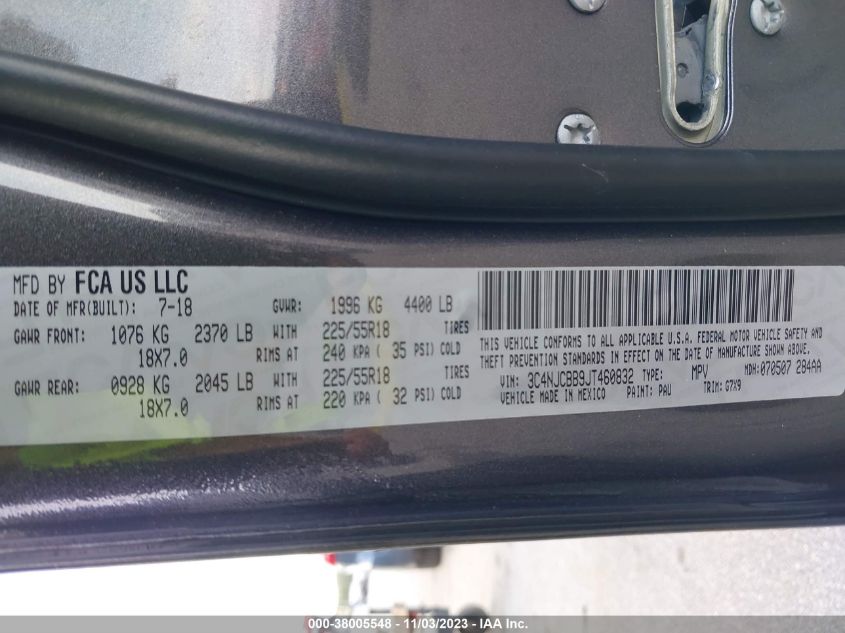 MFD BY FCA US LLC
DATE OF MFR(BUILT): 7-18 GVWR: 1996 KG 4400 LB
GAWR FRONT: 1076 KG 2370 LB WITH 225/55R18 TIRES
18X7.0 RIMS AT 240 KPA ( 35 PSI) COLD
GAWR REAR: 0928 KG 2045 LB WITH 225/55R18 TIRES
18X7.0 RIMS AT 220 KPA ( 32 PSI) COLD
THIS VEHICLE CONFORMS TO ALL APPLICABLE U.S.A. FEDERAL MOTOR VEHICLE SAFETY AND
THEFT PREVENTION STANDARDS IN EFFECT ON THE DATE OF MANUFACTURE SHOWN ABOVE.
VIN: 3C4NJCBB9JT460832 TYPE: MPV MDH:070507 284AA
VEHICLE MADE IN MEXICO PAINT: PAU TRIM: G7X9
000-38005548 - 11/03/2023 - IAA Inc.